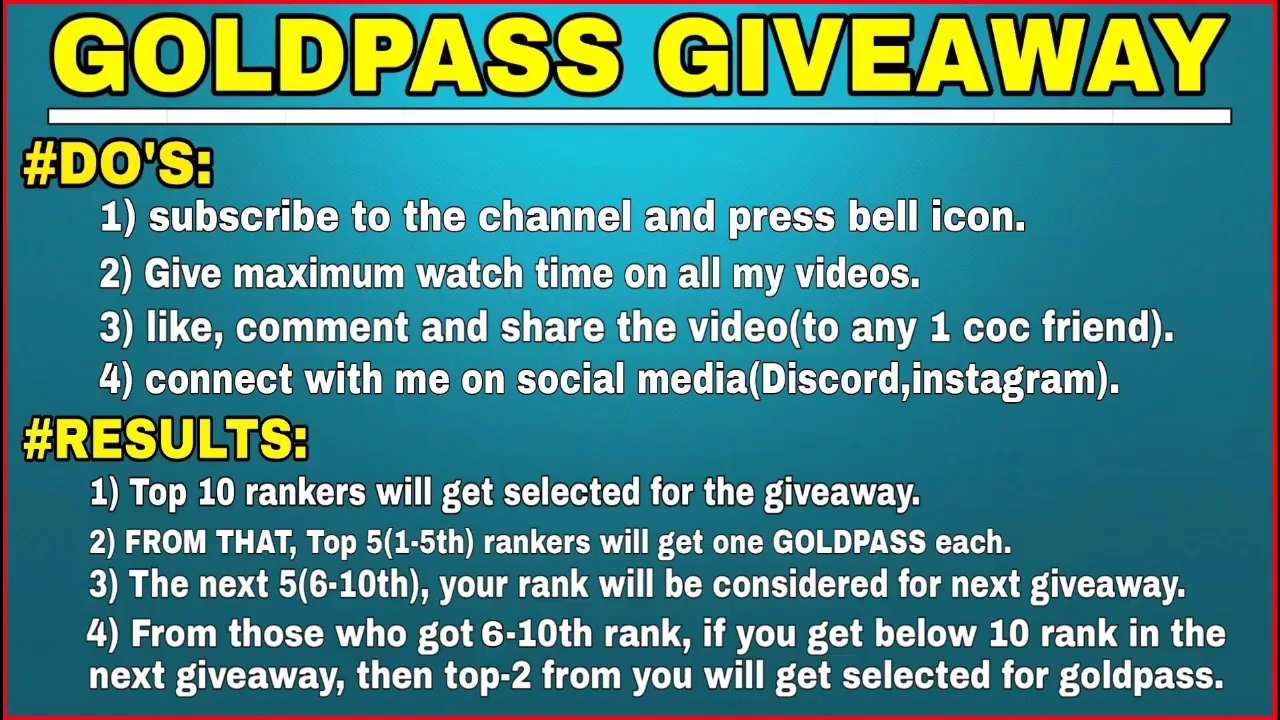 GOLDPASS GIVEAWAY
#DO'S:
1) subscribe to the channel and press bell icon.
2) Give maximum watch time on all my videos.
3) like, comment and share the video(to any 1 coc friend).
4) connect with me on social media(Discord,instagram).
#RESULTS:
1) Top 10 rankers will get selected for the giveaway.
2) FROM THAT, Top 5(1-5th) rankers will get one GOLDPASS each.
3) The next 5(6-10th), your rank will be considered for next giveaway.
4) From those who got 6-10th rank, if you get below 10 rank in the
next giveaway, then top-2 from you will get selected for goldpass.